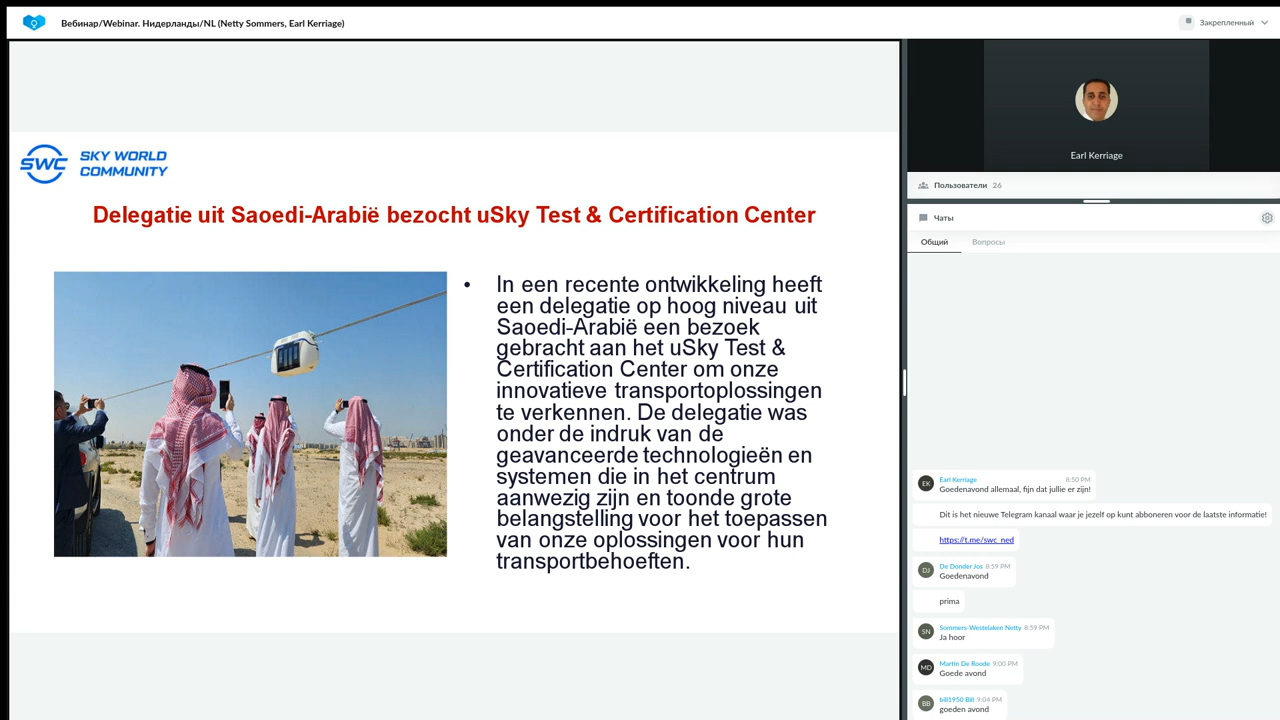 Вебинар/Webinar. Нидерланды/NL (Netty Sommers, Earl Kerriage)
Закрепленный
SWC
SKY WORLD
COMMUNITY
Delegatie uit Saoedi-Arabië bezocht uSky Test & Certification Center
• In een recente ontwikkeling heeft
een delegatie op hoog niveau uit
Saoedi-Arabië een bezoek
gebracht aan het uSky Test &
Certification Center om onze
innovatieve transportoplossingen
te verkennen. De delegatie was
onder de indruk van de
geavanceerde technologieën en
systemen die in het centrum
aanwezig zijn en toonde grote
belangstelling voor het toepassen
van onze oplossingen voor hun
transportbehoeften.
Earl Kerriage
Пользователи 26
Чаты
Общий Вопросы
EK Earl Kerriage 8:50 PM
Goedenavond allemaal, fijn dat jullie er zijn!
Dit is het nieuwe Telegram kanaal waar je jezelf op kunt abboneren voor de laatste informatie!
https://t.me/swc_ned
DJ De Donder Jos 8:59 PM
Goedenavond
prima
SN Sommers-Westelaken Netty 8:59 PM
Ja hoor
MD Martin De Roode 9:00 PM
Goede avond
BB bill1950 Bill 9:04 PM
goeden avond